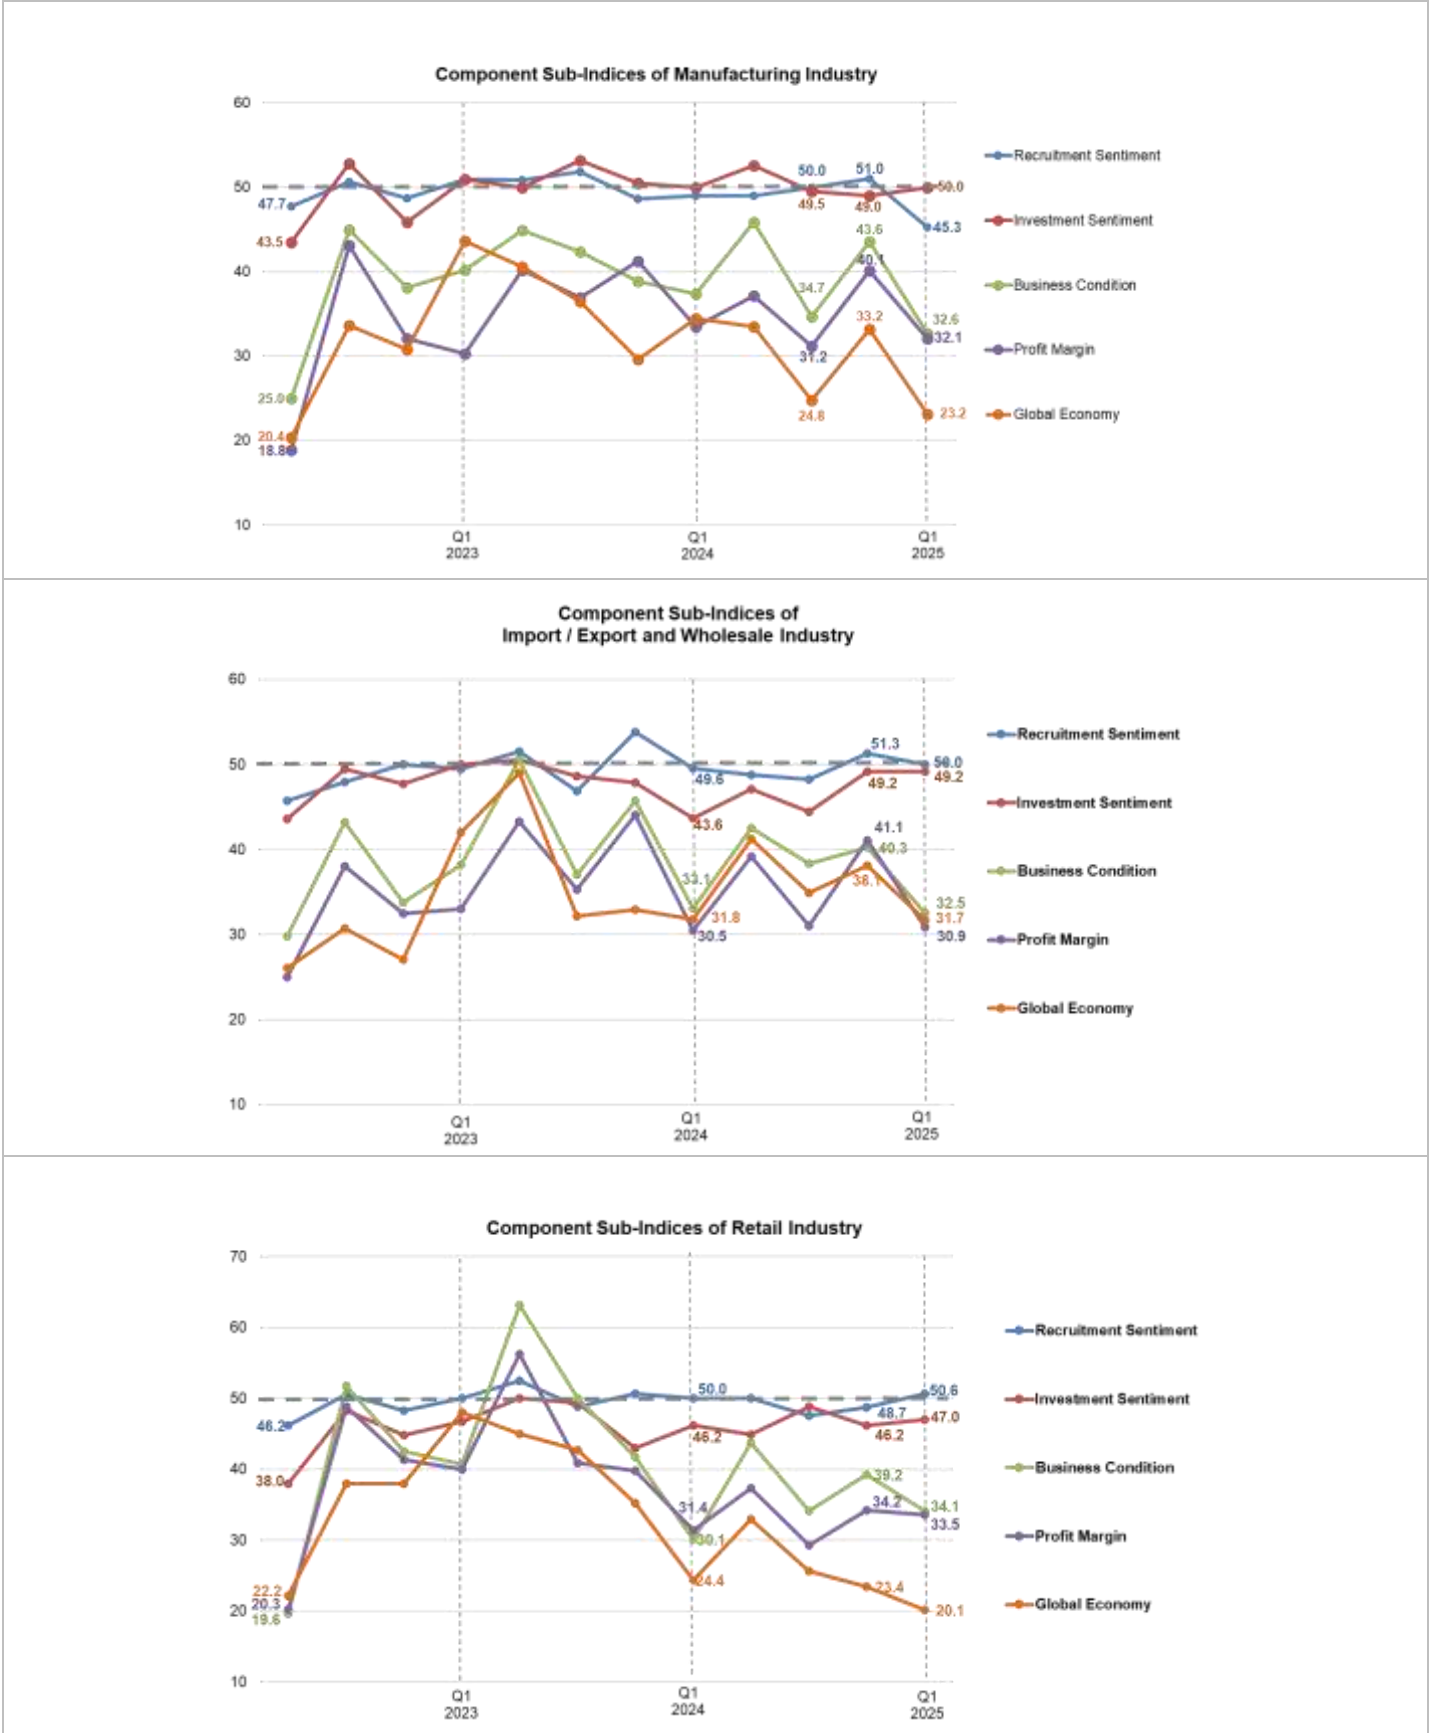 Component Sub-Indices of Manufacturing Industry
60
50
40
30
20
10
47.7
43.5
25.0
20.4
18.8
50.0
51.0
49.5
49.0
50.0
45.3
43.6
40.1
34.7
33.2
31.2
32.6
32.1
24.8
23.2
Q1
2023
Q1
2024
Q1
2025
Recruitment Sentiment
Investment Sentiment
Business Condition
Profit Margin
Global Economy
Component Sub-Indices of
Import / Export and Wholesale Industry
60
50
40
30
20
10
49.6
43.6
33.1
31.8
30.5
51.3
49.2
41.1
40.3
38.1
50.0
49.2
32.5
31.7
30.9
Q1
2023
Q1
2024
Q1
2025
Recruitment Sentiment
Investment Sentiment
Business Condition
Profit Margin
Global Economy
Component Sub-Indices of Retail Industry
70
60
50
40
30
20
10
46.2
38.0
22.2
20.3
19.6
50.0
46.2
31.4
30.1
24.4
48.7
46.2
39.2
34.2
23.4
50.6
47.0
34.1
33.5
20.1
Q1
2023
Q1
2024
Q1
2025
Recruitment Sentiment
Investment Sentiment
Business Condition
Profit Margin
Global Economy